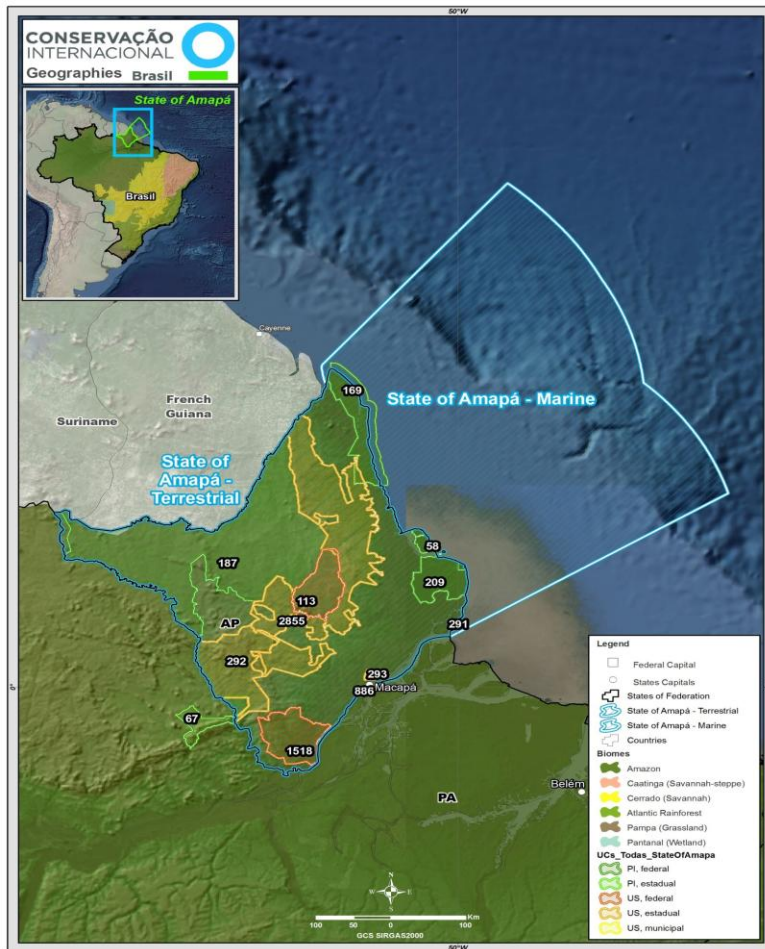 50°W
CONSERVAÇÃO
INTERNACIONAL
Geographies Brasil
State of Amapá
Brasil
Cayenne
169
State of Amapá - Marine
French
Guiana
Suriname
State of
Amapá -
Terrestrial
58
187
209
113
2855
AP
291
292
293
Macapá
886
0°
67
1518
PA
Belém
Legend
Federal Capital
States Capitals
States of Federation
State of Amapá - Terrestrial
State of Amapá - Marine
Countries
Biomes
Amazon
Caatinga (Savannah-steppe)
Cerrado (Savannah)
Atlantic Rainforest
Pampa (Grassland)
Pantanal (Wetland)
UCs_Todas_StateOfAmapa
PI, federal
PI, estadual
US, federal
US, estadual
US, municipal
N
W E
S
Km
100 50 0 100
GCS SIRGAS2000
50°W